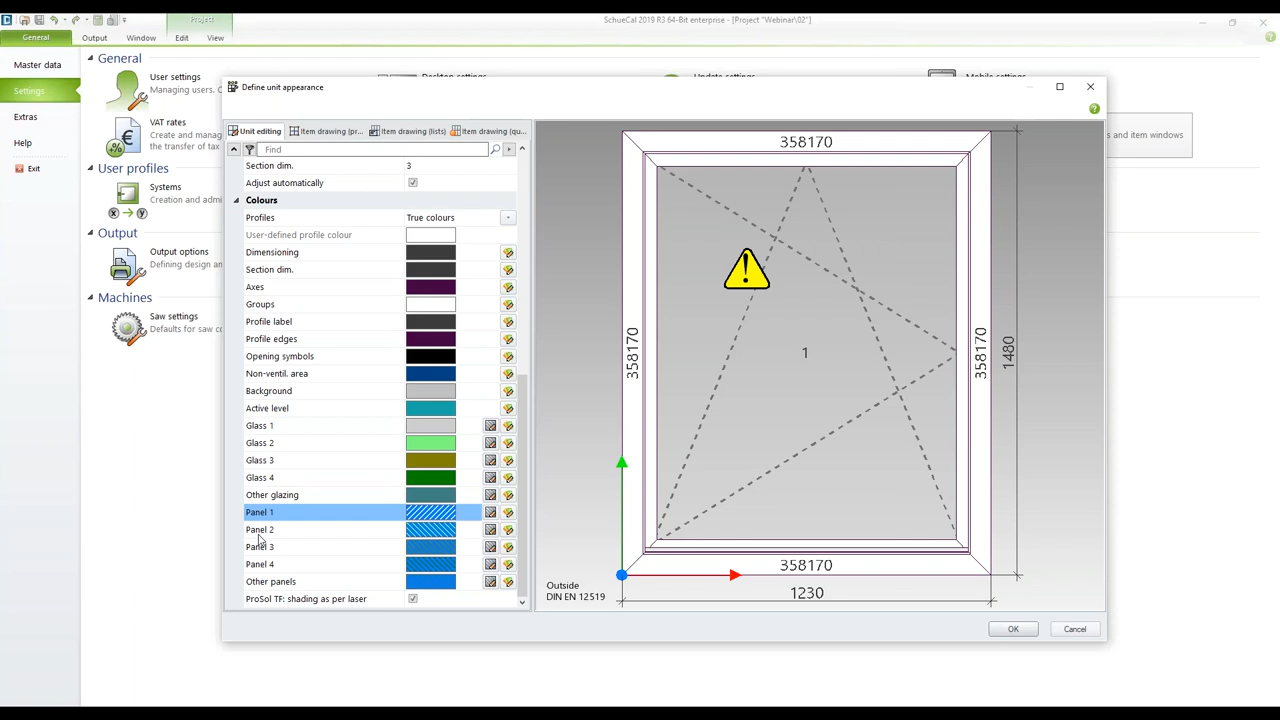 Project
SchueCal 2019 R3 64-Bit enterprise - [Project "Webinar\02"]
General
Output
Window
Edit
View
Master data
Settings
Extras
Help
Exit
General
User settings
Managing users. C
VAT rates
Create and manag
the transfer of tax
User profiles
Systems
Creation and admi
Output
Output options
Defining design an
Machines
Saw settings
Defaults for saw c
Desktop settings
Update settings
Mobile settings
s and item windows
Define unit appearance
Unit editing
Item drawing (pr...
Item drawing (lists)
Item drawing (qu...
Find
Section dim.
3
Adjust automatically
Colours
Profiles
True colours
User-defined profile colour
Dimensioning
Section dim.
Axes
Groups
Profile label
Profile edges
Opening symbols
Non-ventil. area
Background
Active level
Glass 1
Glass 2
Glass 3
Glass 4
Other glazing
Panel 1
Panel 2
Panel 3
Panel 4
Other panels
ProSol TF: shading as per laser
358170
358170
1
358170
1480
358170
Outside
DIN EN 12519
1230
OK
Cancel